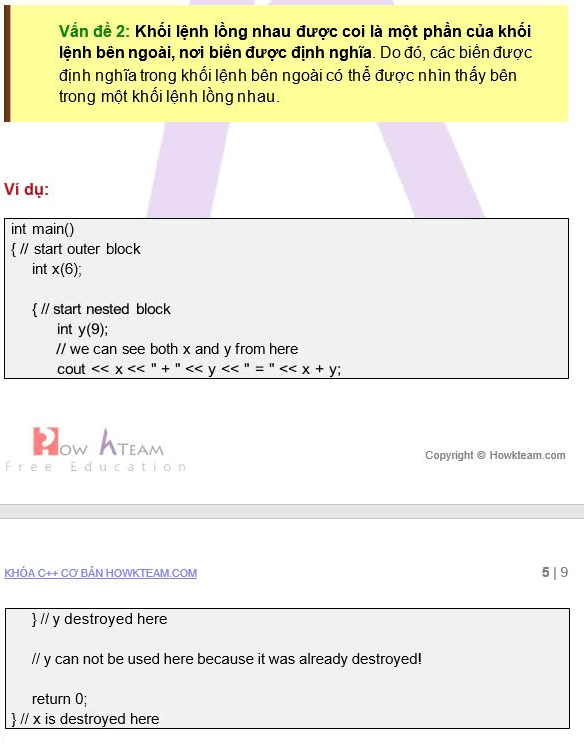 Vấn đề 2: Khối lệnh lồng nhau được coi là một phần của khối
lệnh bên ngoài, nơi biến được định nghĩa. Do đó, các biến được
định nghĩa trong khối lệnh bên ngoài có thể được nhìn thấy bên
trong một khối lệnh lồng nhau.
Ví dụ:
int main()
{ // start outer block
int x(6);
{ // start nested block
int y(9);
// we can see both x and y from here
cout << x << " + " << y << " = " << x + y;
HOW KTEAM
Free Education
Copyright © Howkteam.com
KHÓA C++ CƠ BẢN HOWKTEAM.COM
5 | 9
} // y destroyed here
// y can not be used here because it was already destroyed!
return 0;
} // x is destroyed here